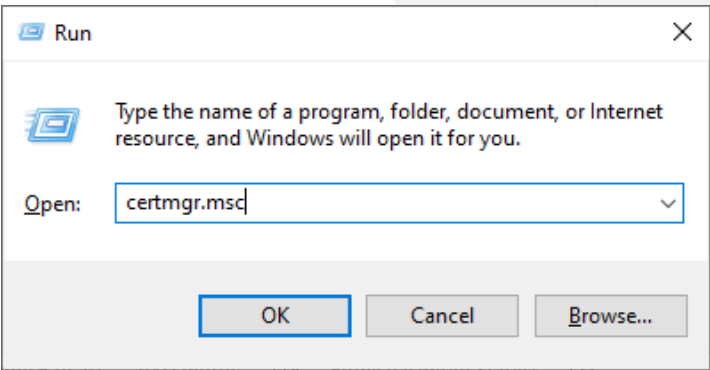 Run
Type the name of a program, folder, document, or Internet
resource, and Windows will open it for you.
Open: certmgr.msc
OK Cancel Browse...